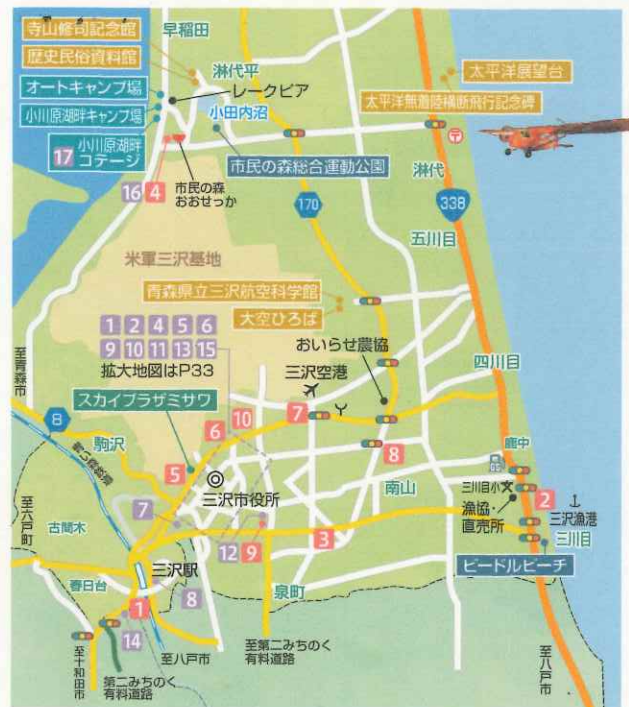 寺山修司記念館
歴史民俗資料館
早稲田
淋代平
オートキャンプ場
レークピア
小川原湖畔キャンプ場
小田内沼
17 小川原湖畔
コテージ
市民の森
おおせっか
16 4
市民の森総合運動公園
太平洋展望台
太平洋無着陸横断飛行記念碑
淋代
170
338
五川目
米軍三沢基地
青森県立三沢航空科学館
大空ひろば
1 2 4 5 6
9 10 11 13 15
拡大地図はP33
おいらせ農協
三沢空港
四川目
至青森市
スカイプラザミサワ
8
駒沢
青い森鉄道
6 10 7
5
8
鹿中
三沢市役所
南山
三川目小
2
漁協・
直売所
三沢漁港
三川目
至六戸町
古間木
7
12 9
3
ビードルビーチ
三沢駅
春日台
8
泉町
1
14
至八戸市
至第二みちのく
有料道路
至十和田市
第二みちのく
有料道路
至八戸市